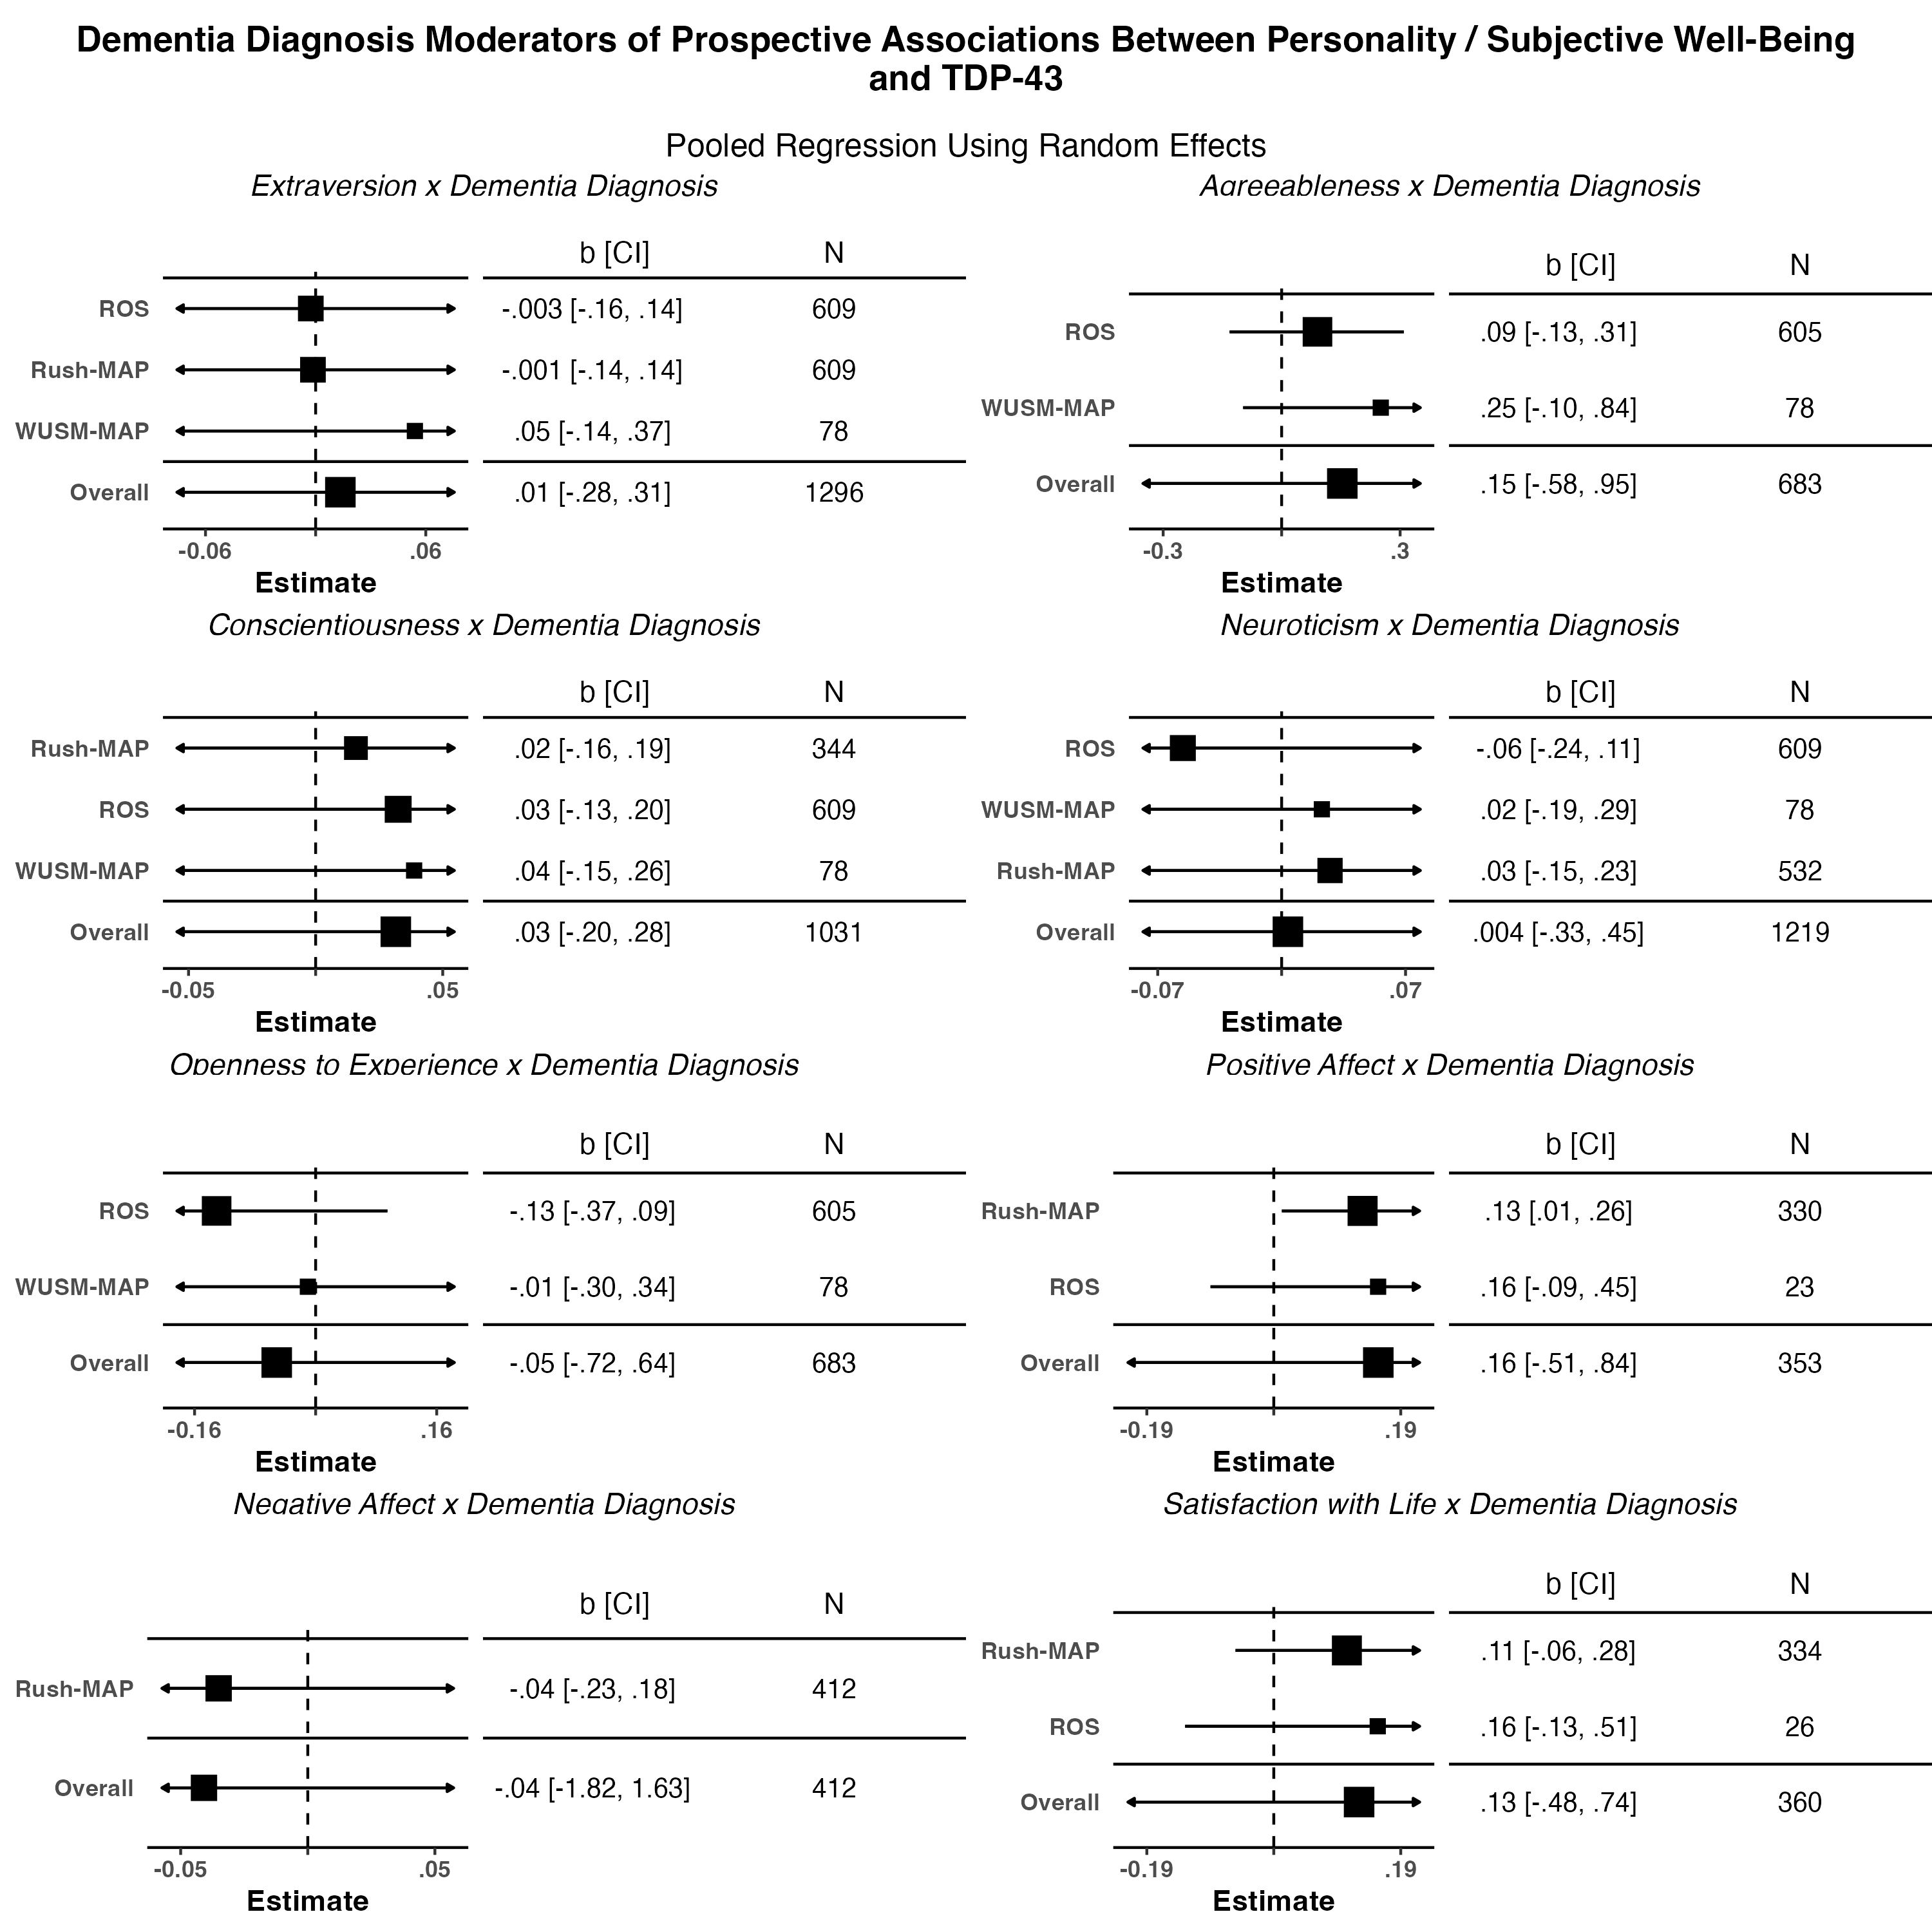 Dementia Diagnosis Moderators of Prospective Associations Between Personality / Subjective Well-Being
and TDP-43
Pooled Regression Using Random Effects
Extraversion x Dementia Diagnosis
b [CI] N
ROS -.003 [-.16, .14] 609
Rush-MAP -.001 [-.14, .14] 609
WUSM-MAP .05 [-.14, .37] 78
Overall .01 [-.28, .31] 1296
-0.06 .06
Estimate
Agreeableness x Dementia Diagnosis
b [CI] N
ROS .09 [-.13, .31] 605
WUSM-MAP .25 [-.10, .84] 78
Overall .15 [-.58, .95] 683
-0.3 .3
Estimate
Conscientiousness x Dementia Diagnosis
b [CI] N
Rush-MAP .02 [-.16, .19] 344
ROS .03 [-.13, .20] 609
WUSM-MAP .04 [-.15, .26] 78
Overall .03 [-.20, .28] 1031
-0.05 .05
Estimate
Neuroticism x Dementia Diagnosis
b [CI] N
ROS -.06 [-.24, .11] 609
WUSM-MAP .02 [-.19, .29] 78
Rush-MAP .03 [-.15, .23] 532
Overall .004 [-.33, .45] 1219
-0.07 .07
Estimate
Openness to Experience x Dementia Diagnosis
b [CI] N
ROS -.13 [-.37, .09] 605
WUSM-MAP -.01 [-.30, .34] 78
Overall -.05 [-.72, .64] 683
-0.16 .16
Estimate
Positive Affect x Dementia Diagnosis
b [CI] N
Rush-MAP .13 [.01, .26] 330
ROS .16 [-.09, .45] 23
Overall .16 [-.51, .84] 353
-0.19 .19
Estimate
Negative Affect x Dementia Diagnosis
b [CI] N
Rush-MAP -.04 [-.23, .18] 412
Overall -.04 [-1.82, 1.63] 412
-0.05 .05
Estimate
Satisfaction with Life x Dementia Diagnosis
b [CI] N
Rush-MAP .11 [-.06, .28] 334
ROS .16 [-.13, .51] 26
Overall .13 [-.48, .74] 360
-0.19 .19
Estimate